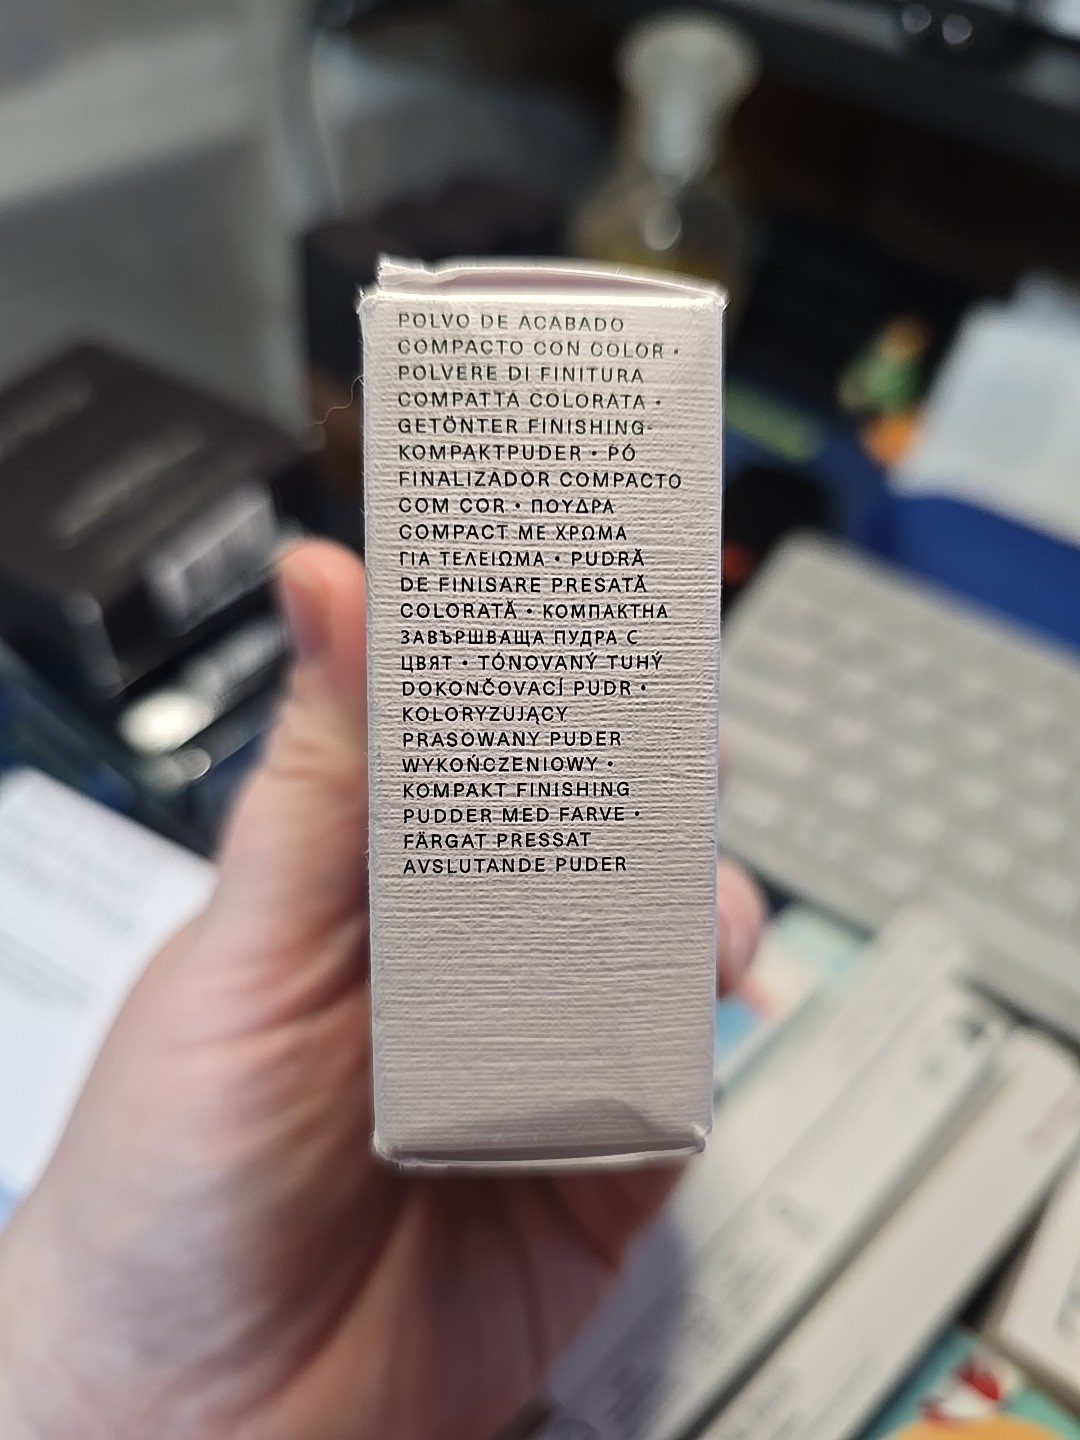 POLVO DE ACABADO
COMPACTO CON COLOR •
POLVERE DI FINITURA
COMPATTA COLORATA •
GETÖNTER FINISHING-
KOMPAKTPUDER • PÓ
FINALIZADOR COMPACTO
COM COR • ΠΟΥΔΡΑ
COMPACT ΜΕ ΧΡΩΜΑ
ΓΙΑ ΤΕΛΕΙΩΜΑ • PUDRĂ
DE FINISARE PRESATĂ
COLORATĂ • КОМПАКТНА
ЗАВЪРШВАЩА ПУДРА С
ЦВЯТ • TÓNOVANÝ TUHÝ
DOKONČOVACÍ PUDR •
KOLORYZUJĄCY
PRASOWANY PUDER
WYKOŃCZENIOWY •
KOMPAKT FINISHING
PUDDER MED FARVE •
FÄRGAT PRESSAT
AVSLUTANDE PUDER